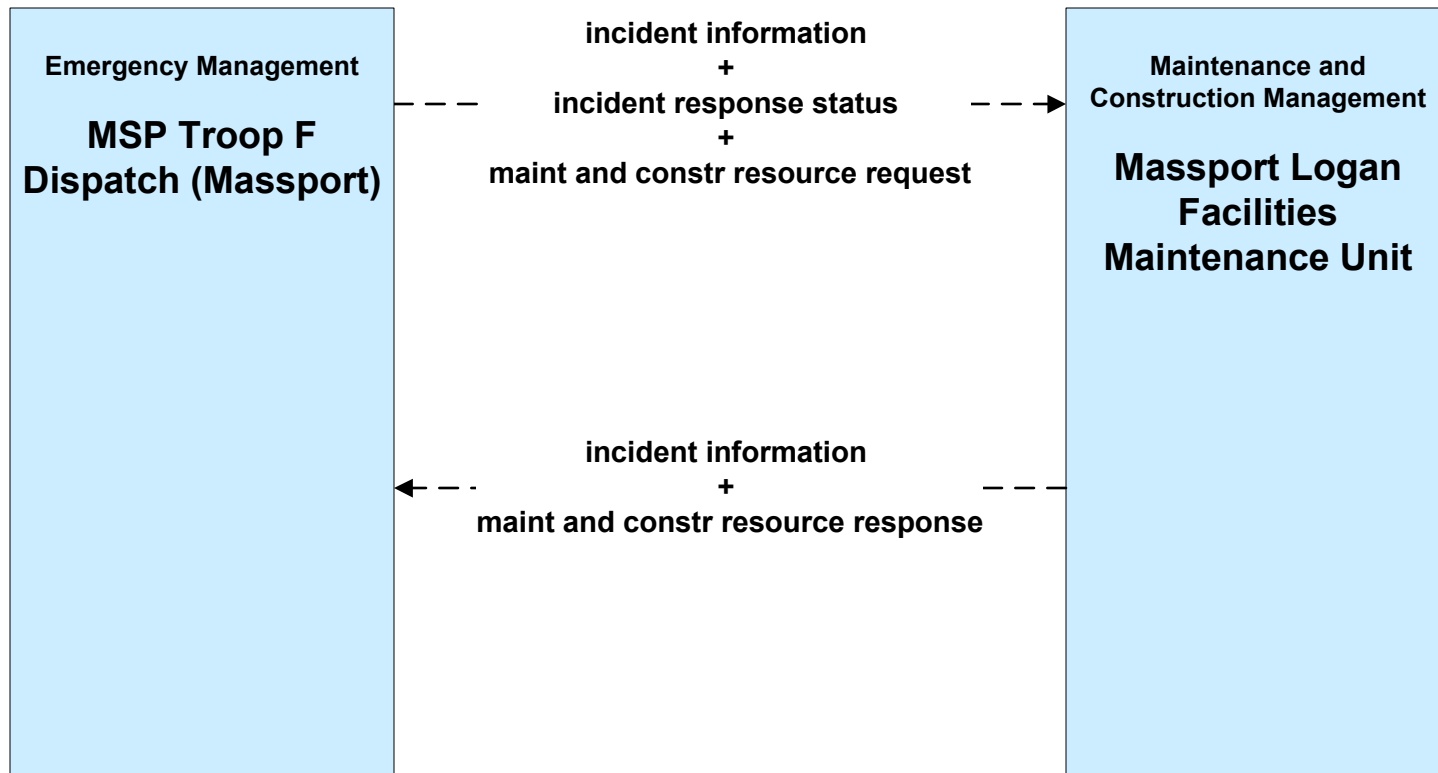 Emergency Management
MSP Troop F
Dispatch (Massport)
incident information
+
incident response status
+
maint and constr resource request
Maintenance and
Construction Management
Massport Logan
Facilities
Maintenance Unit
incident information
+
maint and constr resource response